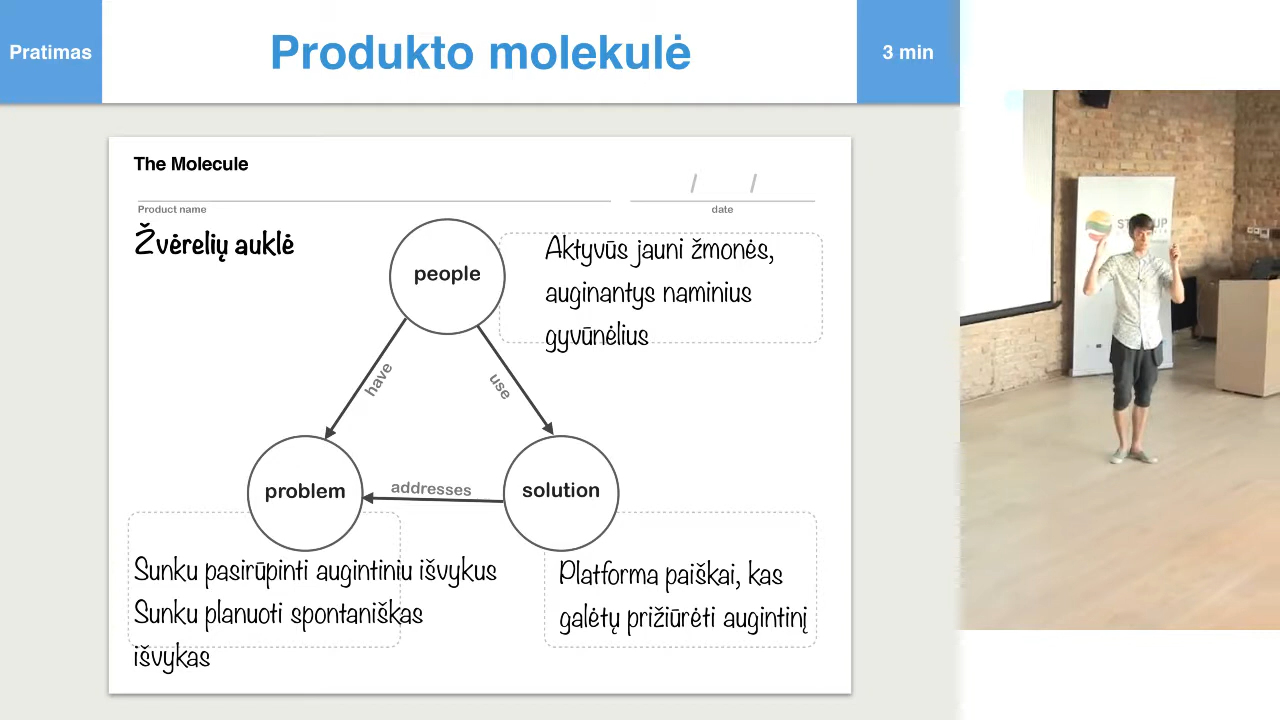 Pratimas
Produkto molekulė
3 min
The Molecule
/ /
Product name
date
Žvėrelių auklė
people
Aktyvūs jauni žmonės,
auginantys naminius
gyvūnėlius
have
use
problem
addresses
solution
Sunku pasirūpinti augintiniu išvykus
Sunku planuoti spontaniškas
išvykas
Platforma paiškai, kas
galėtų prižiūrėti augintinį